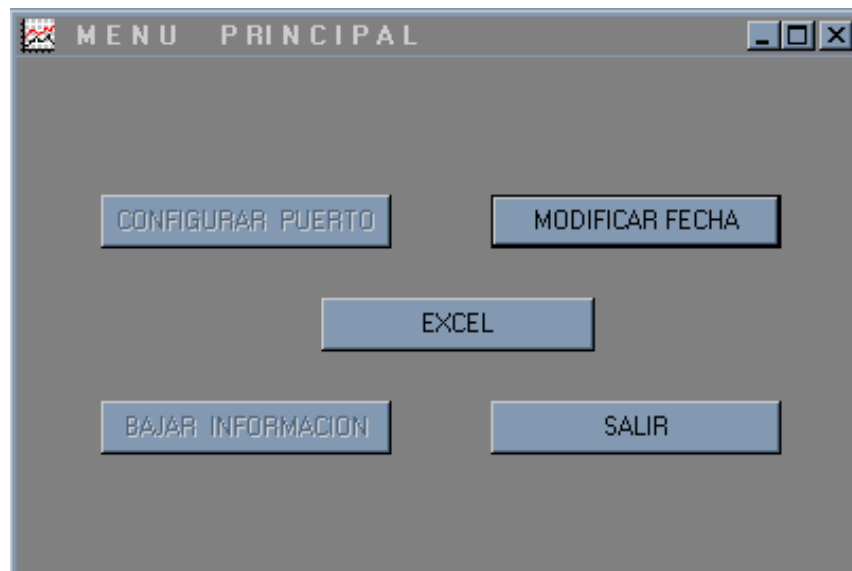 MENU PRINCIPAL
CONFIGURAR PUERTO
MODIFICAR FECHA
EXCEL
BAJAR INFORMACION
SALIR